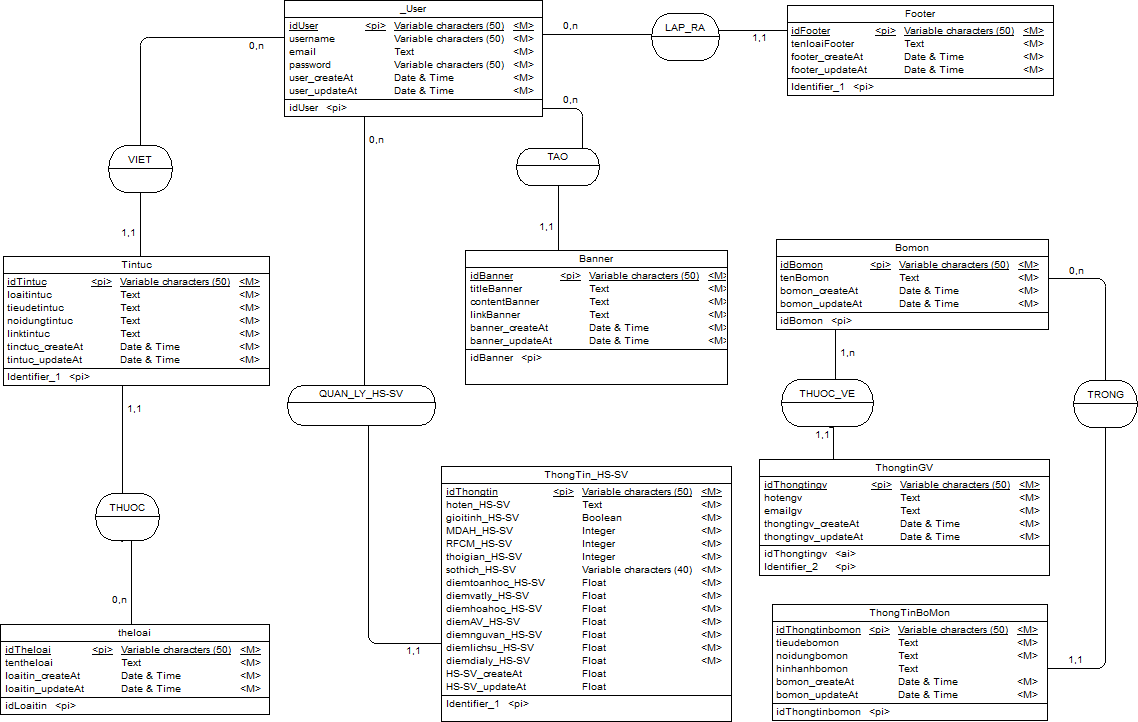 _User
idUser <pi> Variable characters (50) <M>
username Variable characters (50) <M>
email Text <M>
password Variable characters (50) <M>
user_createAt Date & Time <M>
user_updateAt Date & Time <M>
idUser <pi>
0,n
LAP_RA
1,1
Footer
idFooter <pi> Variable characters (50) <M>
tenloaiFooter Text <M>
footer_createAt Date & Time <M>
footer_updateAt Date & Time <M>
Identifier_1 <pi>
0,n
VIET
1,1
0,n
TAO
1,1
0,n
Tintuc
idTintuc <pi> Variable characters (50) <M>
loaitintuc Text <M>
tieudetintuc Text <M>
noidungtintuc Text <M>
linktintuc Text <M>
tinctuc_createAt Date & Time <M>
tintuc_updateAt Date & Time <M>
Identifier_1 <pi>
Banner
idBanner <pi> Variable characters (50) <M>
titleBanner Text <M>
contentBanner Text <M>
linkBanner Text <M>
banner_createAt Date & Time <M>
banner_updateAt Date & Time <M>
idBanner <pi>
Bomon
idBomon <pi> Variable characters (50) <M>
tenBomon Text <M>
bomon_createAt Date & Time <M>
bomon_updateAt Date & Time <M>
idBomon <pi>
0,n
1,n
THUOC_VE
1,1
TRONG
1,1
QUAN_LY_HS-SV
1,1
1,1
THUOC
0,n
ThongTin_HS-SV
idThongtin <pi> Variable characters (50) <M>
hoten_HS-SV Text <M>
gioitinh_HS-SV Boolean <M>
MDAH_HS-SV Integer <M>
RFCM_HS-SV Integer <M>
thoigian_HS-SV Integer <M>
sothich_HS-SV Variable characters (40) <M>
diemtoanhoc_HS-SV Float <M>
diemvatly_HS-SV Float <M>
diemhoahoc_HS-SV Float <M>
diemAV_HS-SV Float <M>
diemnguvan_HS-SV Float <M>
diemlichsu_HS-SV Float <M>
diemdialy_HS-SV Float <M>
HS-SV_createAt Float
HS-SV_updateAt Float
Identifier_1 <pi>
ThongtinGV
idThongtingv <pi> Variable characters (50) <M>
hotengv Text <M>
emailgv Text <M>
thongtingv_createAt Date & Time <M>
thongtingv_updateAt Date & Time <M>
idThongtingv <ai>
Identifier_2 <pi>
theloai
idTheloai <pi> Variable characters (50) <M>
tentheloai Text <M>
loaitin_createAt Date & Time <M>
loaitin_updateAt Date & Time <M>
idLoaitin <pi>
ThongTinBoMon
idThongtinbomon <pi> Variable characters (50) <M>
tieudebomon Text <M>
noidungbomon Text <M>
hinhanhbomon Text
bomon_createAt Date & Time <M>
bomon_updateAt Date & Time <M>
idThongtinbomon <pi>